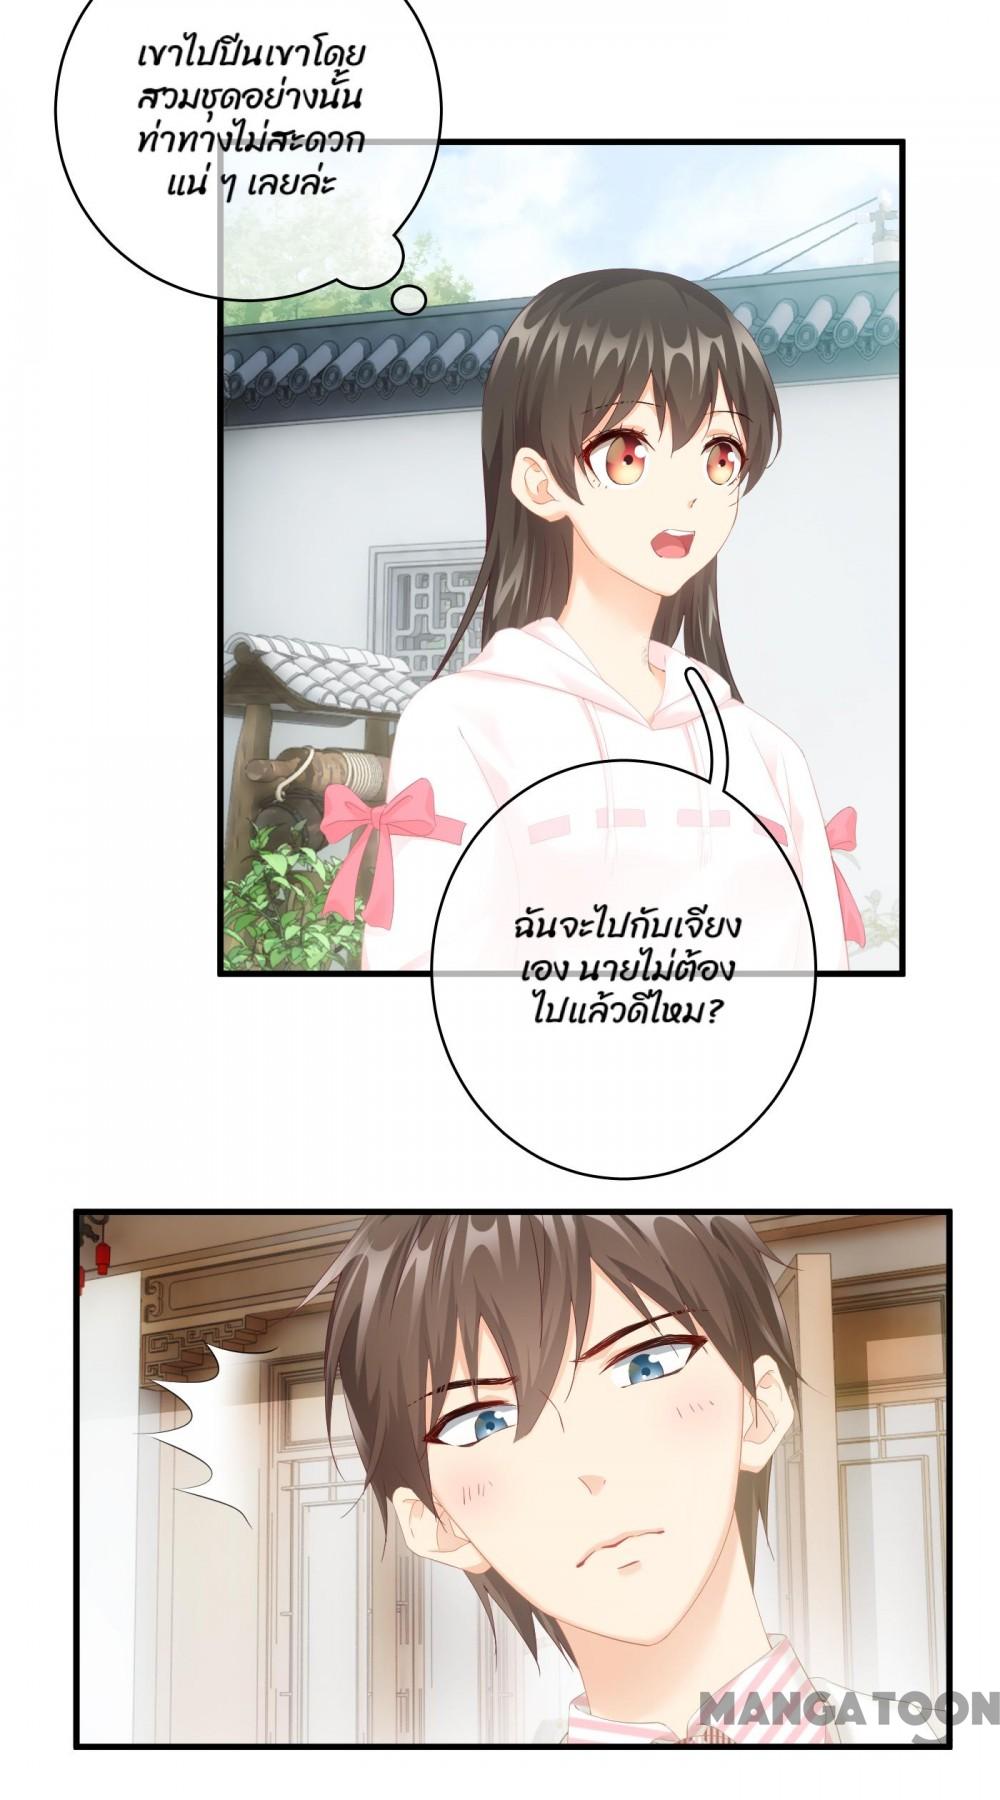 เขาไปปีนเขาโดย
สวมชุดอย่างนั้น
ท่าทางไม่สะดวก
แน่ ๆ เลยล่ะ
ฉันจะไปกับเจียง
เอง นายไม่ต้อง
ไปแล้วดีไหม?
MANGATOON